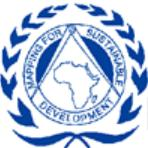 MAPPING FOR SUSTAINABLE
DEVELOPMENT